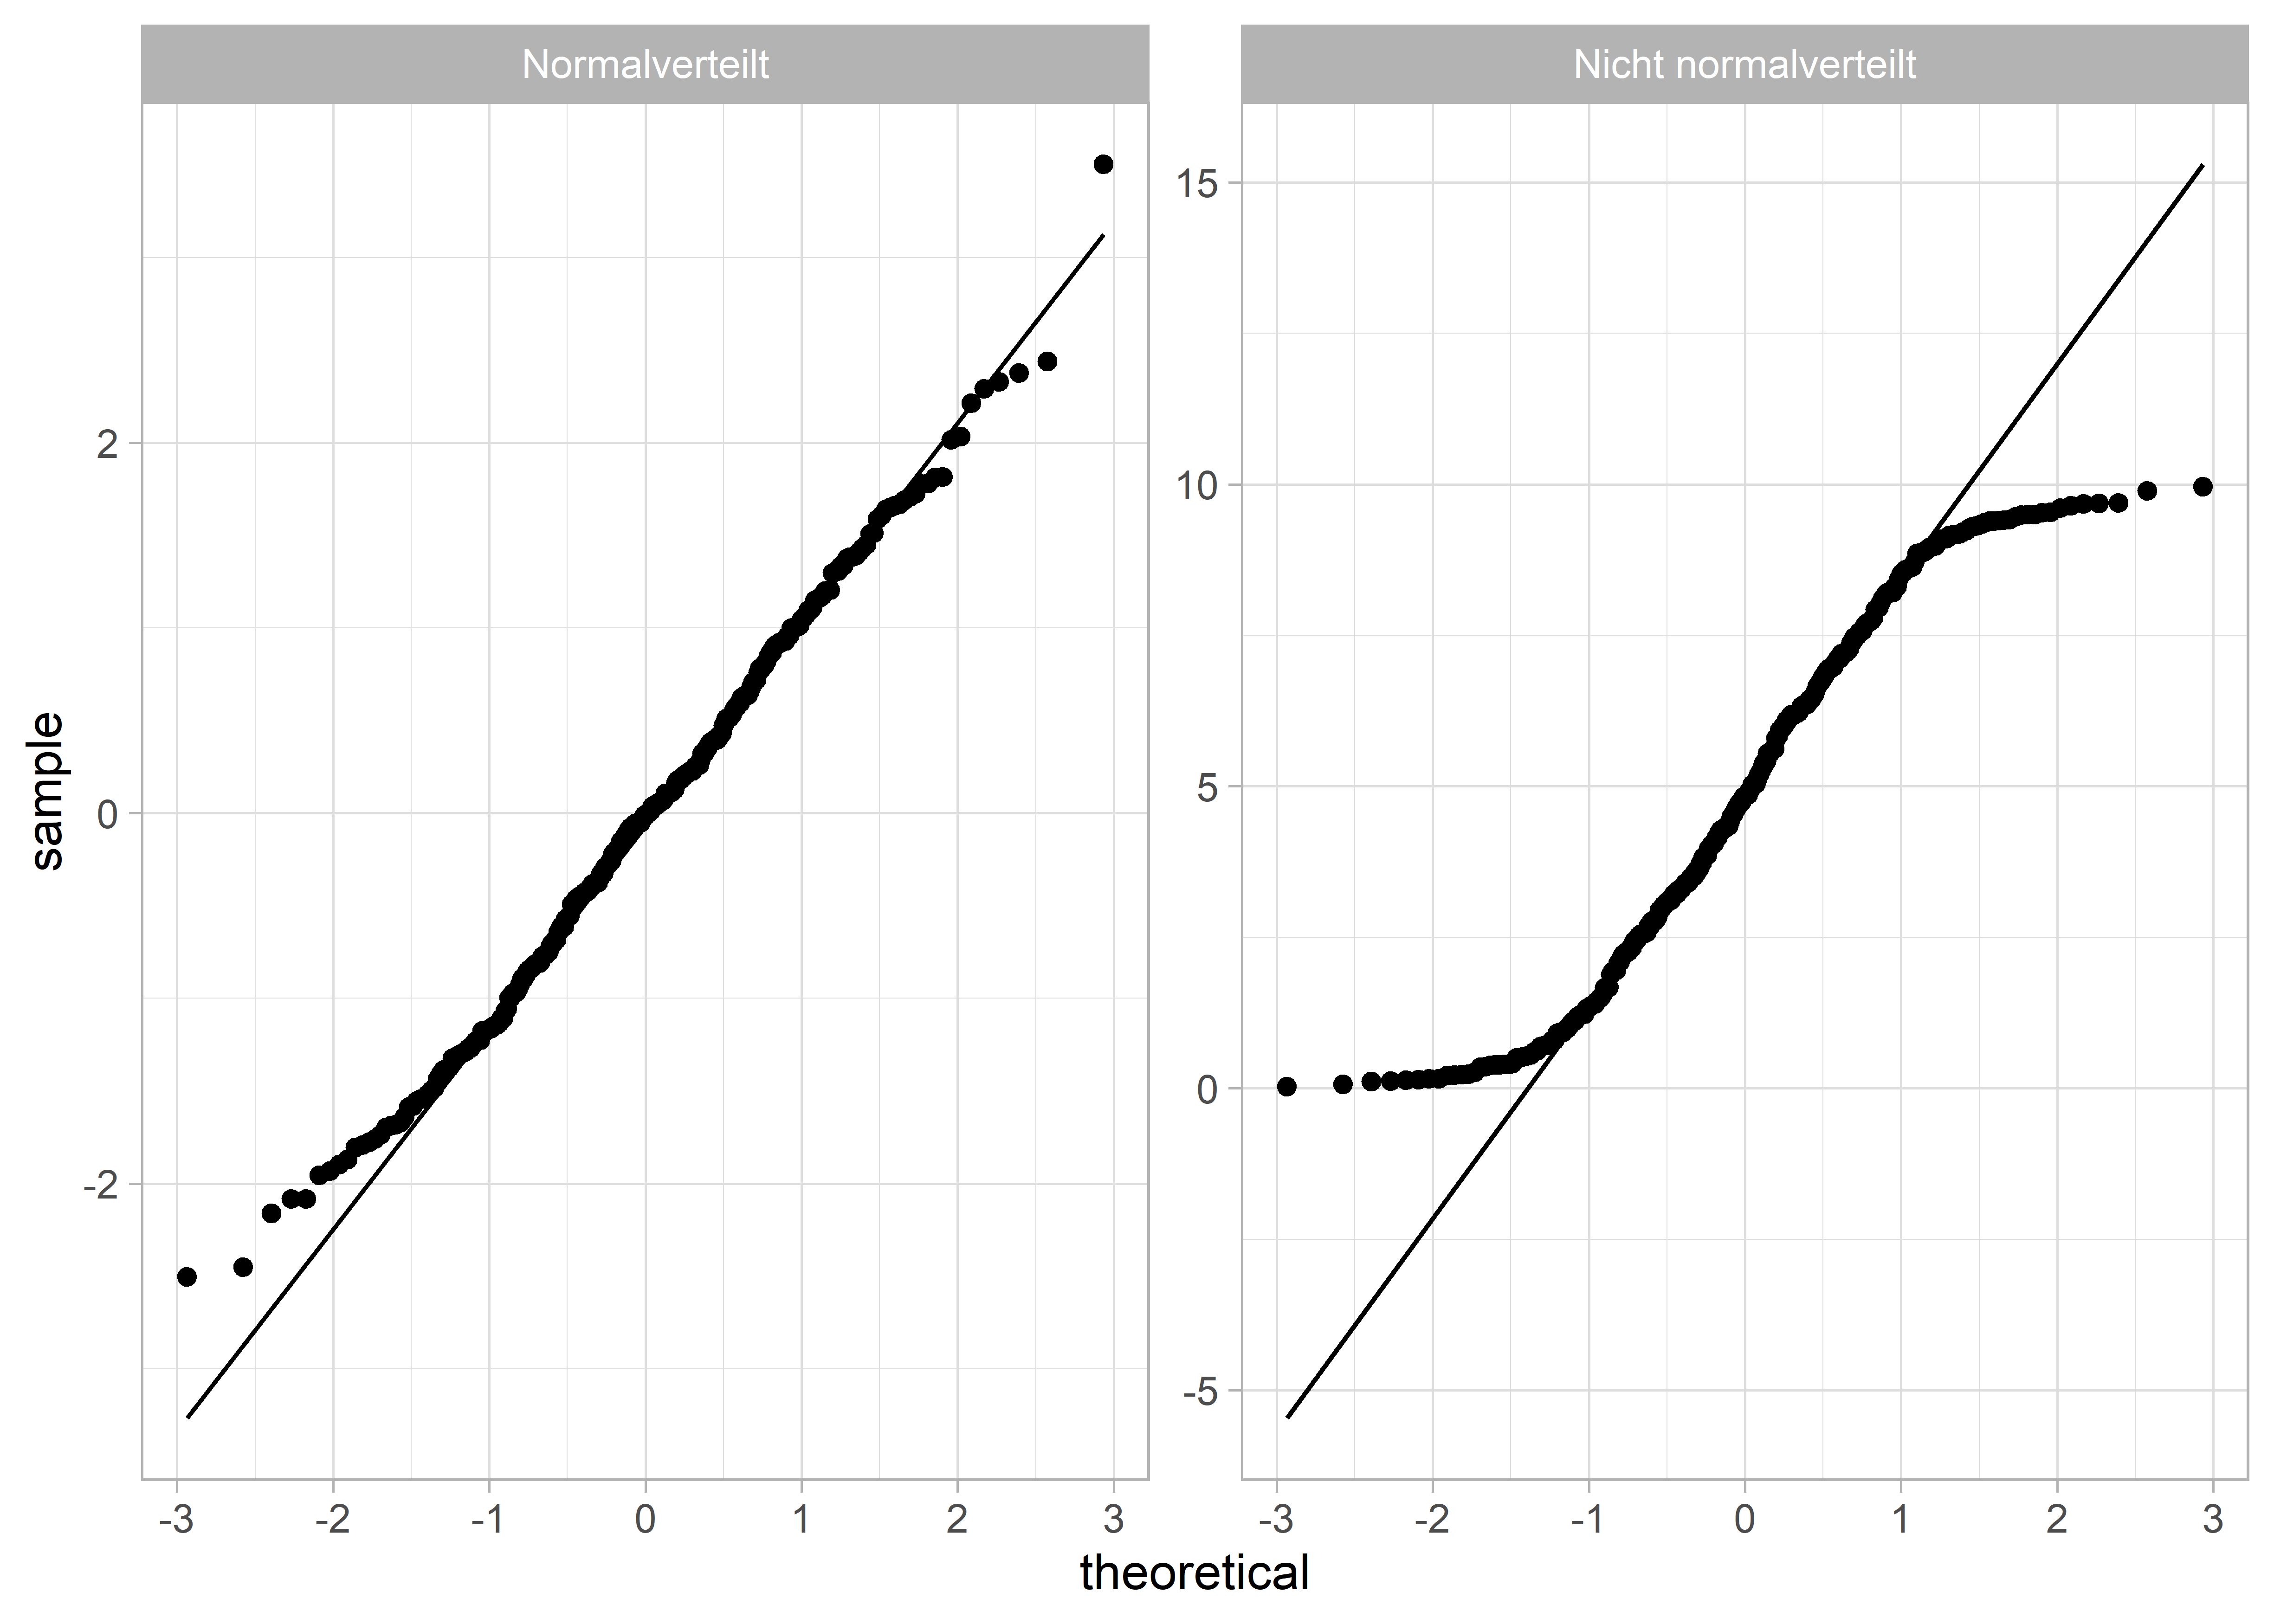 Normalverteilt
Nicht normalverteilt
sample
2
0
-2
15
10
5
0
-5
-3 -2 -1 0 1 2 3
-3 -2 -1 0 1 2 3
theoretical